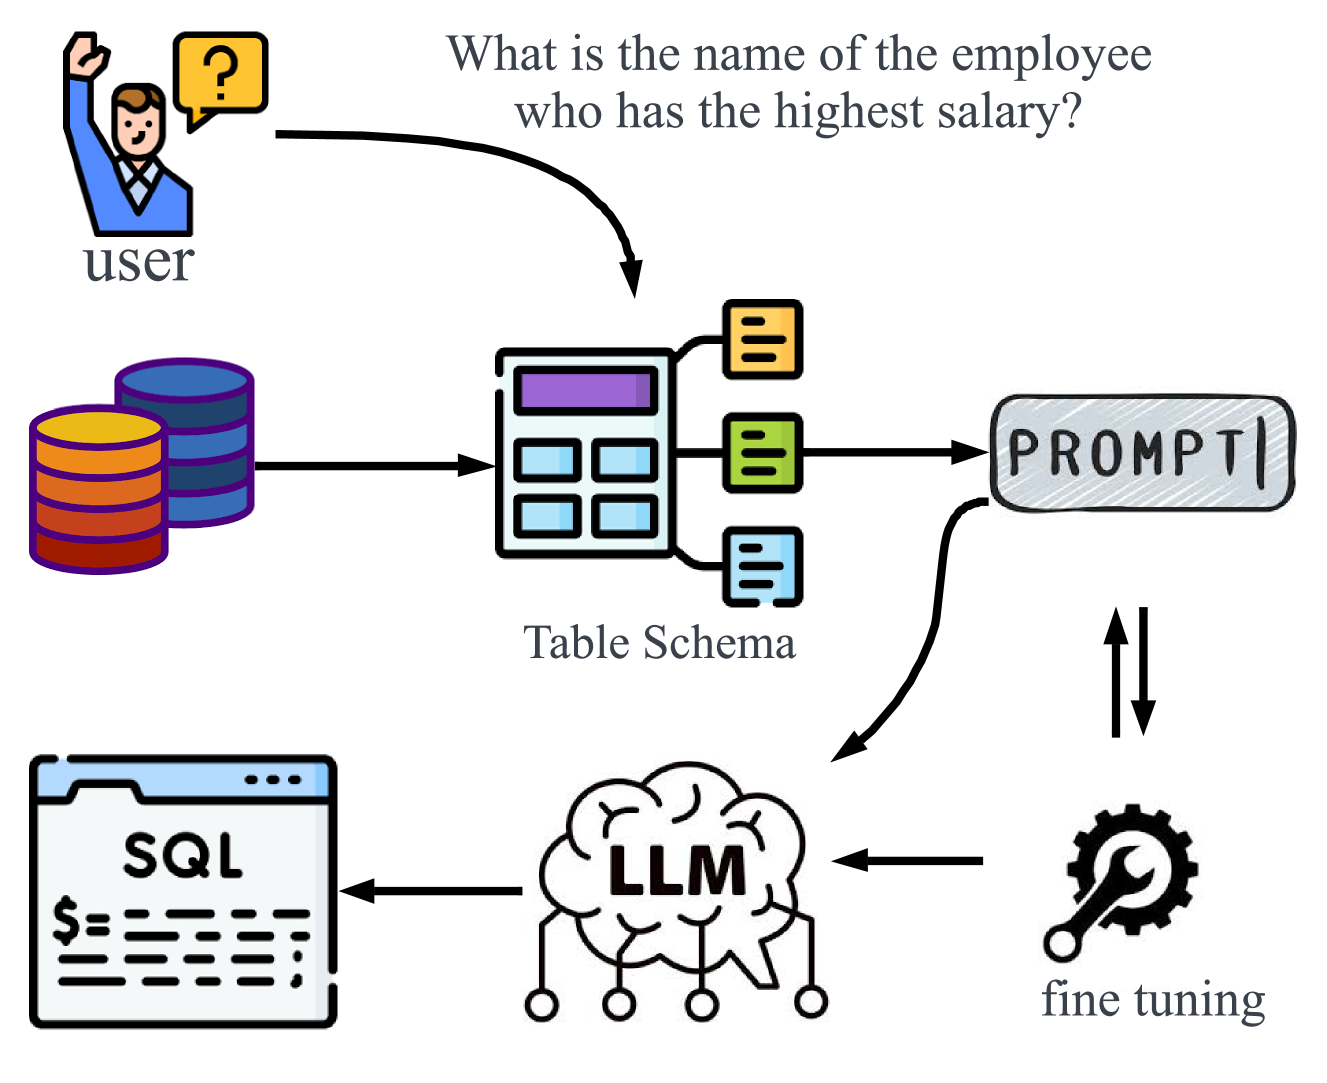 What is the name of the employee
who has the highest salary?
?
user
PROMPT
Table Schema
SQL
$=
LLM
fine tuning